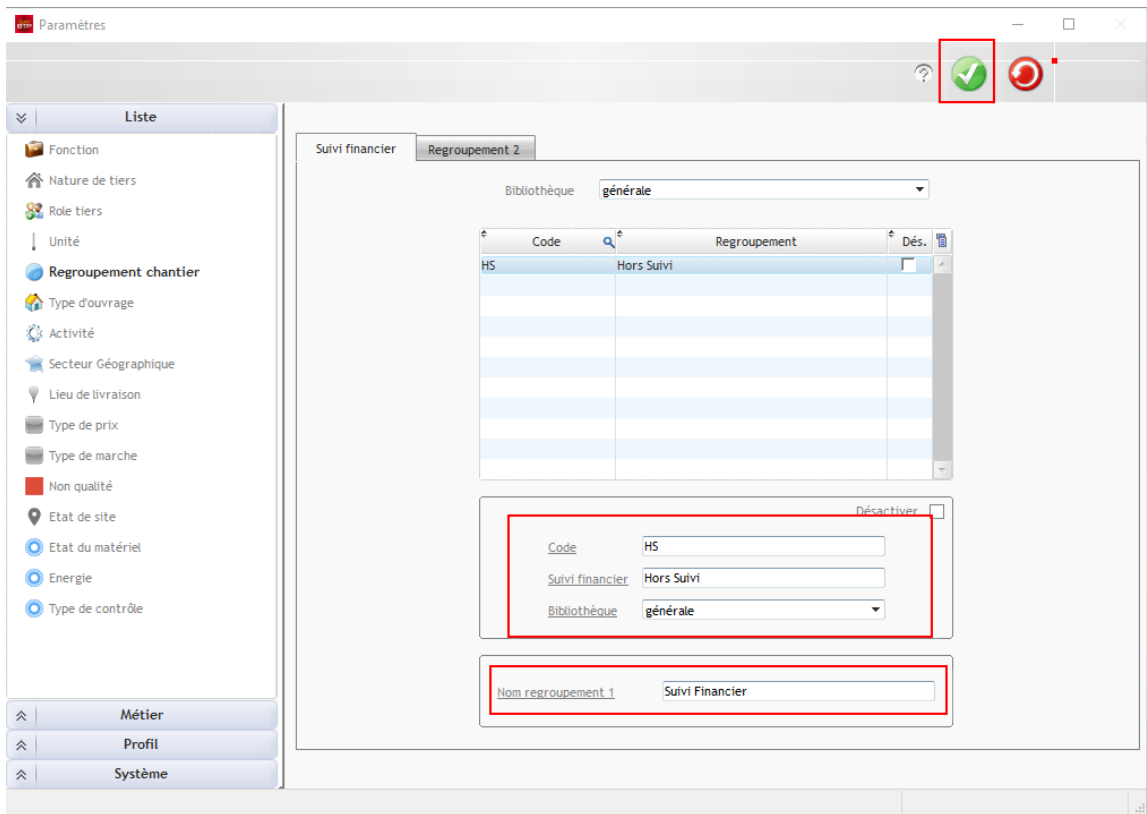 Paramètres
Liste
Fonction
Nature de tiers
Role tiers
Unité
Regroupement chantier
Type d'ouvrage
Activité
Secteur Géographique
Lieu de livraison
Type de prix
Type de marche
Non qualité
Etat de site
Etat du matériel
Energie
Type de contrôle
Métier
Profil
Système
Suivi financier Regroupement 2
Bibliothèque générale
Code Regroupement Dés.
HS Hors Suivi
Désactiver
Code HS
Suivi financier Hors Suivi
Bibliothèque générale
Nom regroupement 1 Suivi Financier